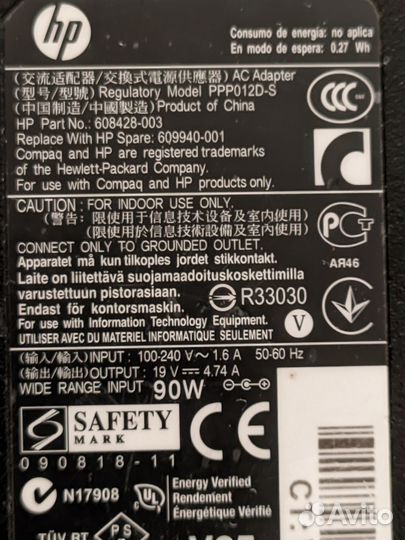 hp
Consumo de energía: no aplica
En modo de espera: 0.27 Wh
(交流适配器/交換式電源供應器) AC Adapter
(型号/型號) Regulatory Model PPP012D-S
(中国制造/中國製造) Product of China
HP Part No.: 608428-003
Replace With HP Spare: 609940-001
Compaq and HP are registered trademarks
of the Hewlett-Packard Company.
For use with Compaq and HP products only.
CAUTION: FOR INDOOR USE ONLY.
(警告: 限使用于信息技术设备及室内使用)
(限使用於信息技術設備及室內使用)
CONNECT ONLY TO GROUNDED OUTLET.
Apparatet må kun tilkoples jordet stikkontakt.
Laite on liitettävä suojamaadoituskoskettimilla
varustettuun pistorasiaan.
Endast för kontorsmaskin.
For use with Information Technology Equipment.
UTILISER AVEC DU MATERIEL INFORMATIQUE SEULEMENT
CCC
PCT
АЯ46
R33030
V
(输入/輸入) INPUT: 100-240 V~ 1.6 A 50-60 Hz
(输出/輸出) OUTPUT: 19 V⎓ 4.74 A
WIDE RANGE INPUT 90W
SAFETY
MARK
CE
090818-11
N17908
UL
Energy Verified
Rendement
Énergétique Vérifié
TÜV RT
PS
E
Avito